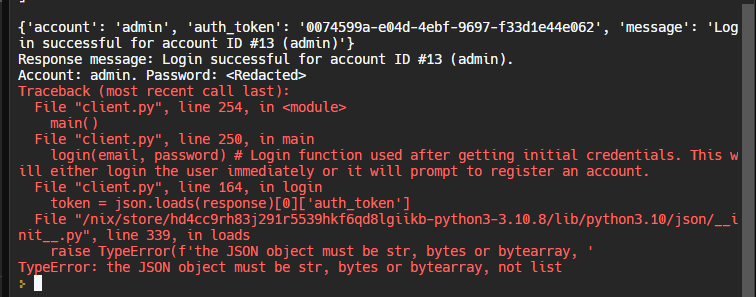 {'account': 'admin', 'auth_token': '0074599a-e04d-4ebf-9697-f33d1e44e062', 'message': 'Log
in successful for account ID #13 (admin)'}
Response message: Login successful for account ID #13 (admin).
Account: admin. Password: <Redacted>
Traceback (most recent call last):
  File "client.py", line 254, in <module>
    main()
  File "client.py", line 250, in main
    login(email, password) # Login function used after getting initial credentials. This w
ill either login the user immediately or it will prompt to register an account.
  File "client.py", line 164, in login
    token = json.loads(response)[0]['auth_token']
  File "/nix/store/hd4cc9rh83j291r5539hkf6qd8lgiikb-python3-3.10.8/lib/python3.10/json/__i
nit__.py", line 339, in loads
    raise TypeError(f'the JSON object must be str, bytes or bytearray, '
TypeError: the JSON object must be str, bytes or bytearray, not list
>